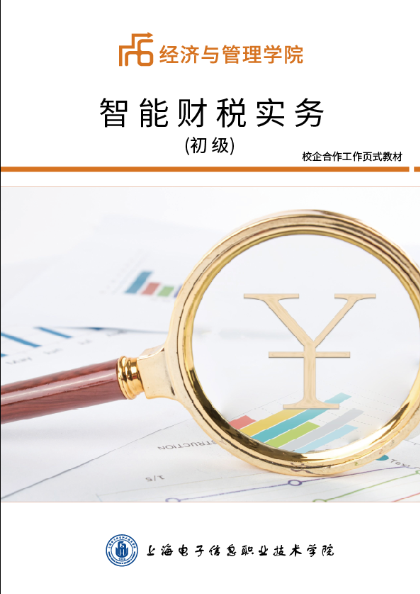 经济与管理学院
智能财税实务
(初级)
校企合作工作页式教材
上海电子信息职业技术学院